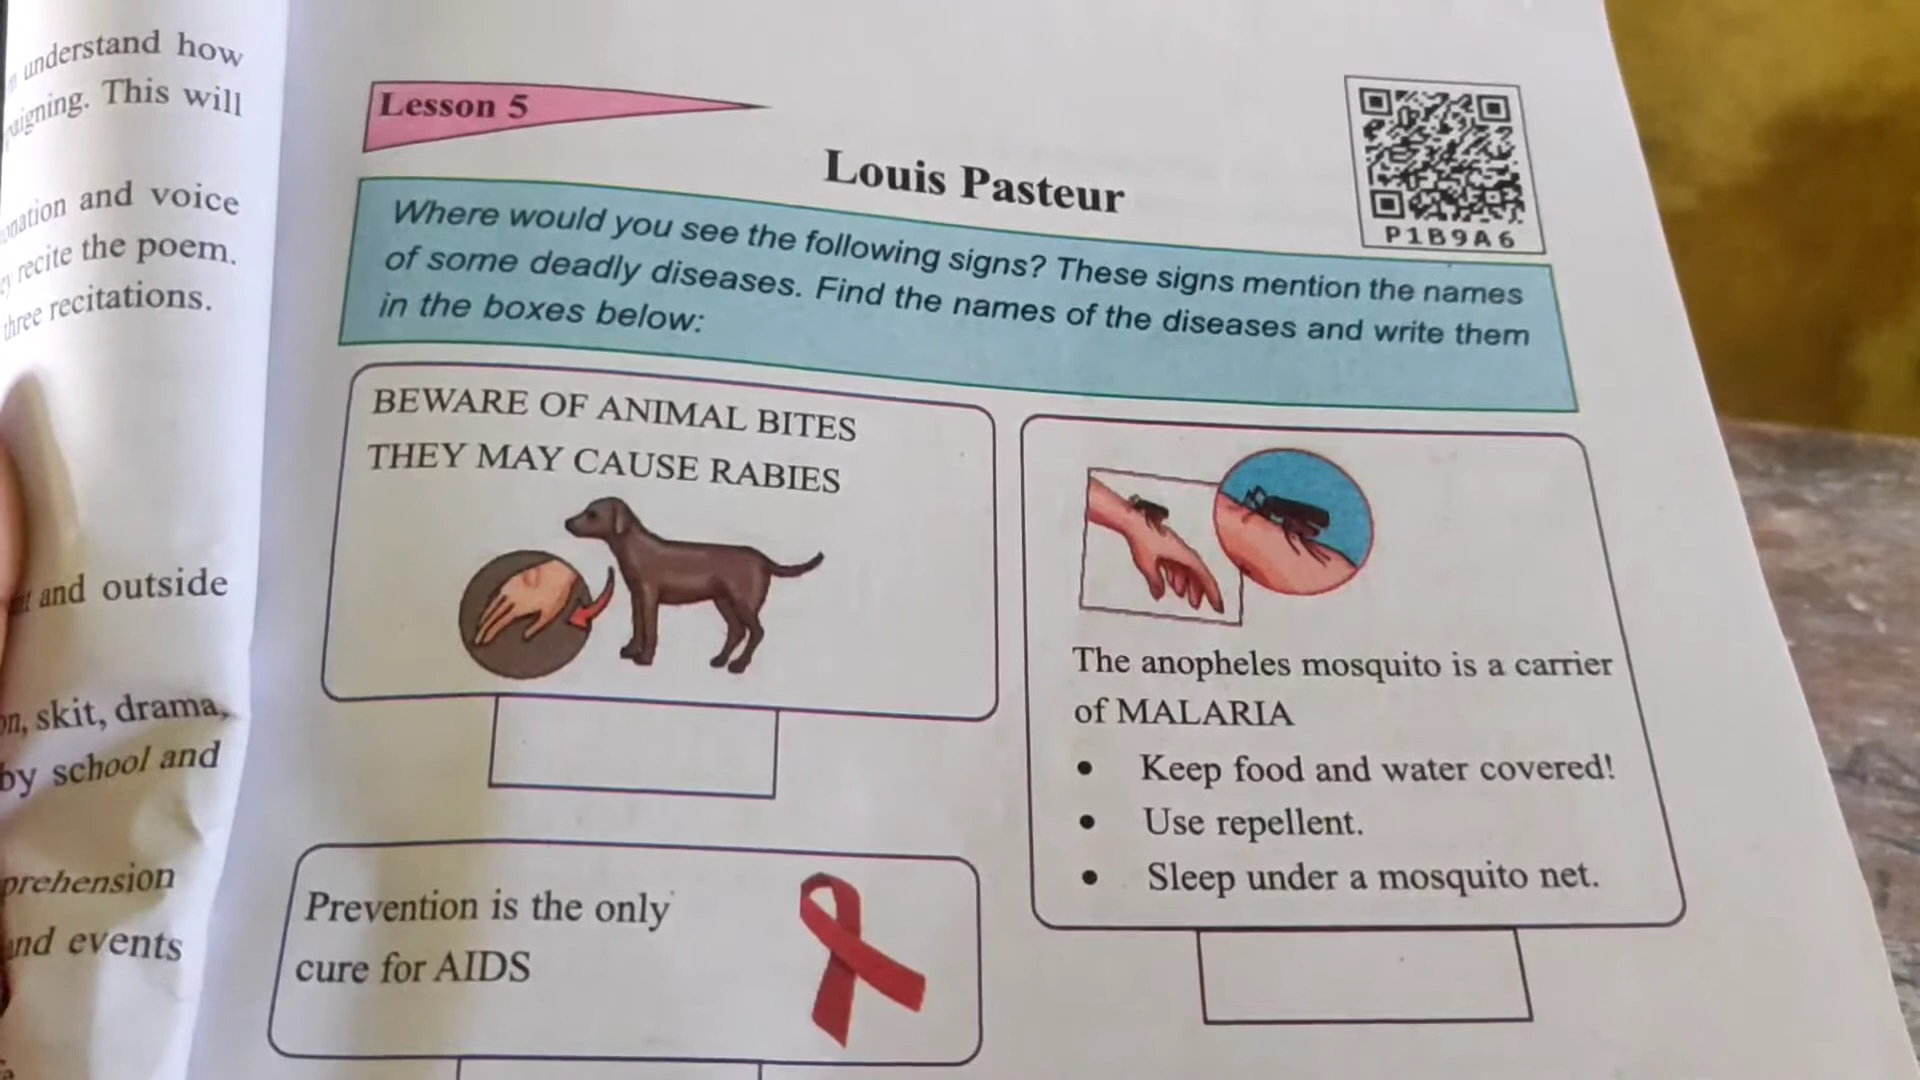 understand how
This will
and voice
recite the poem.
three recitations.
and outside
skit, drama,
by school and
events
Lesson 5
P1B9A6
Louis Pasteur
Where would you see the following signs? These signs mention the names
of some deadly diseases. Find the names of the diseases and write them
in the boxes below:
BEWARE OF ANIMAL BITES
THEY MAY CAUSE RABIES
The anopheles mosquito is a carrier
of MALARIA
• Keep food and water covered!
• Use repellent.
• Sleep under a mosquito net.
Prevention is the only
cure for AIDS